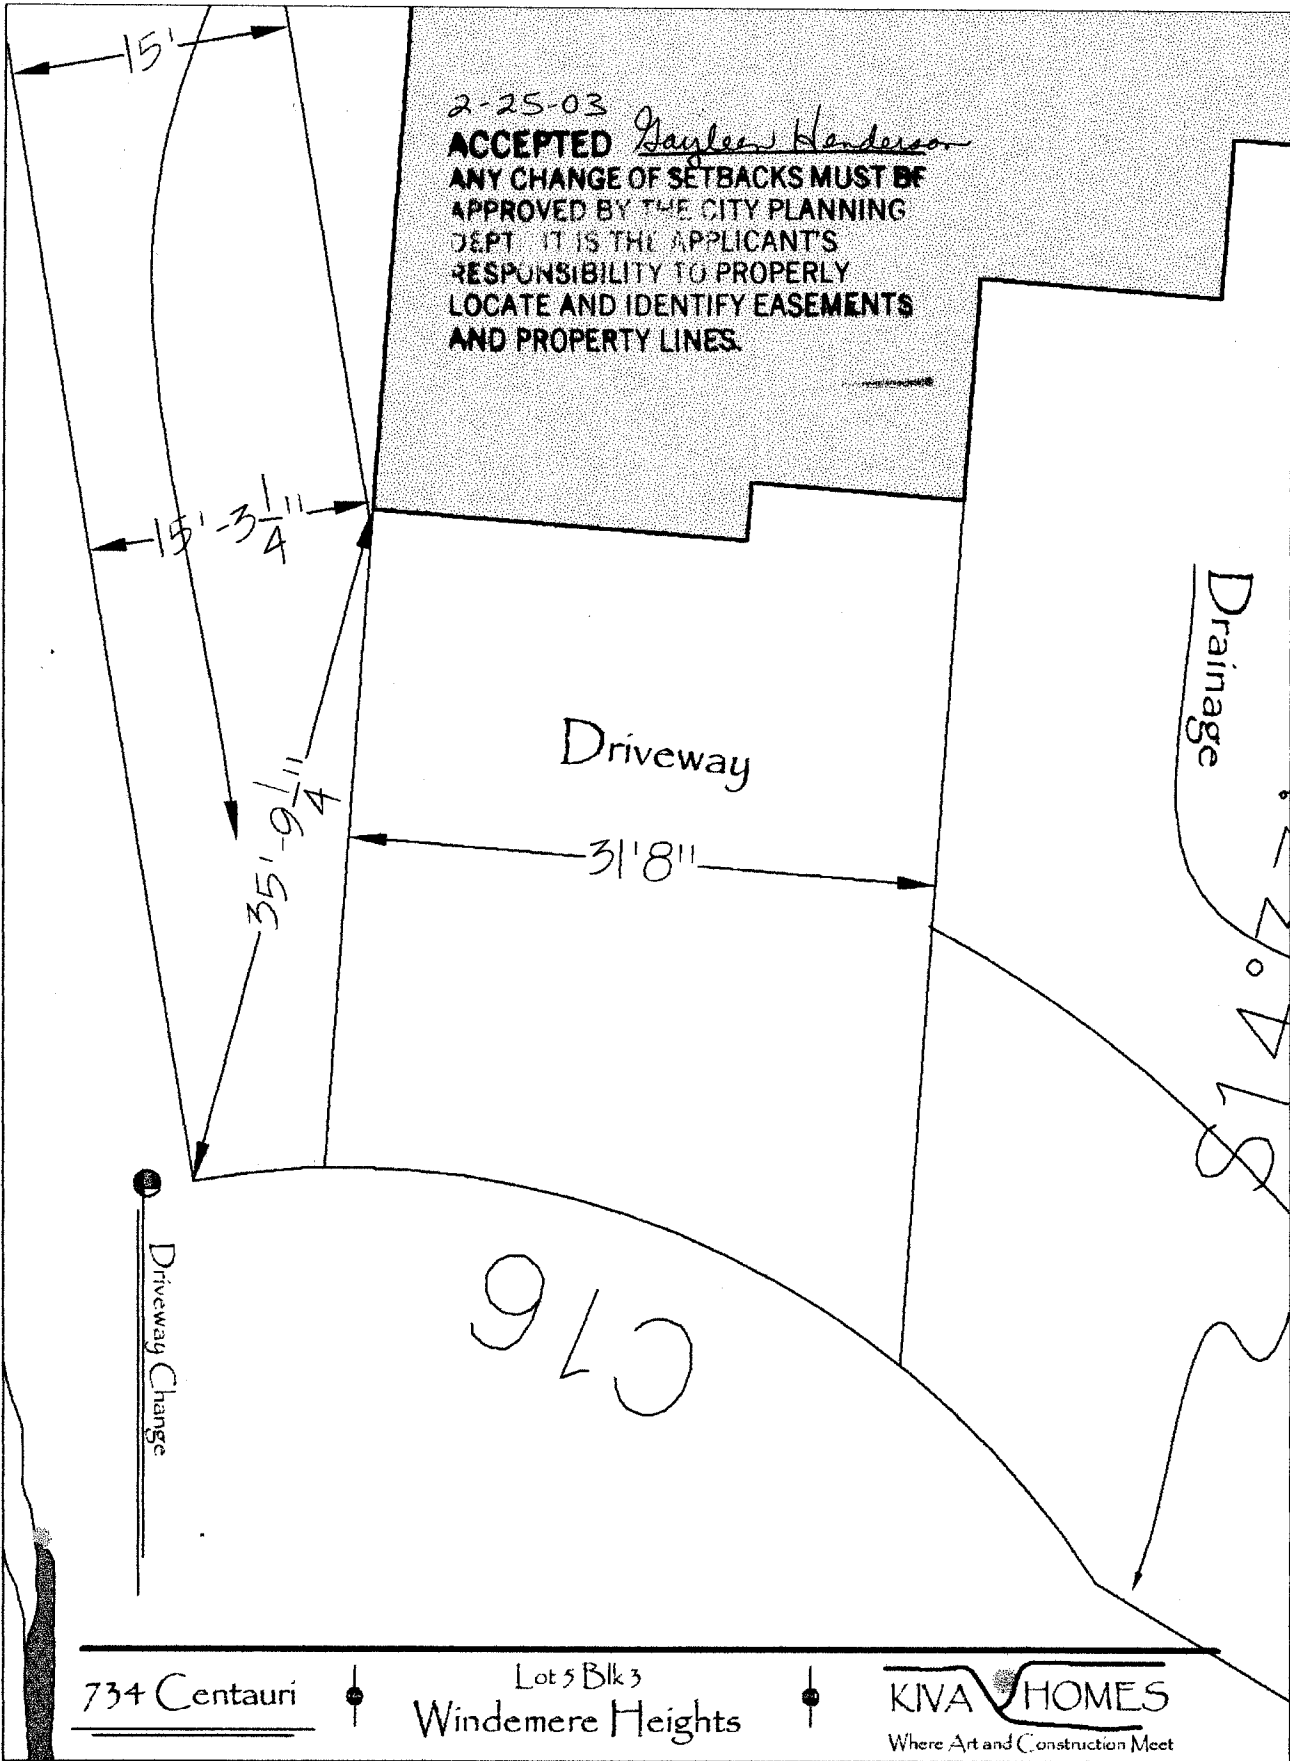 15'
2-25-03
ACCEPTED Gayleen Henderson
ANY CHANGE OF SETBACKS MUST BE
APPROVED BY THE CITY PLANNING
DEPT. IT IS THE APPLICANT'S
RESPONSIBILITY TO PROPERLY
LOCATE AND IDENTIFY EASEMENTS
AND PROPERTY LINES.
15'-3 1/4"
Drainage
Driveway
35'-9 1/4"
31'8"
C16
Driveway Change
734 Centauri
Lot 5 Blk 3
Windemere Heights
KIVA HOMES
Where Art and Construction Meet